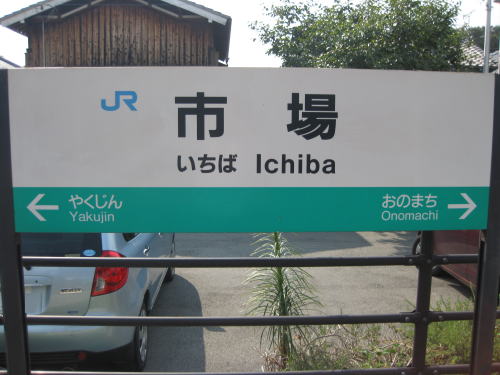 JR 市場
いちば Ichiba
← やくじん おのまち →
Yakujin Onomachi